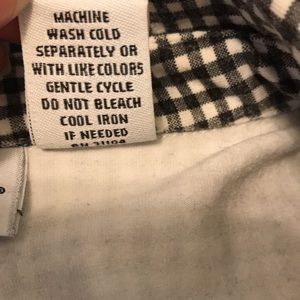 MACHINE
WASH COLD
SEPARATELY OR
WITH LIKE COLORS
GENTLE CYCLE
DO NOT BLEACH
COOL IRON
IF NEEDED